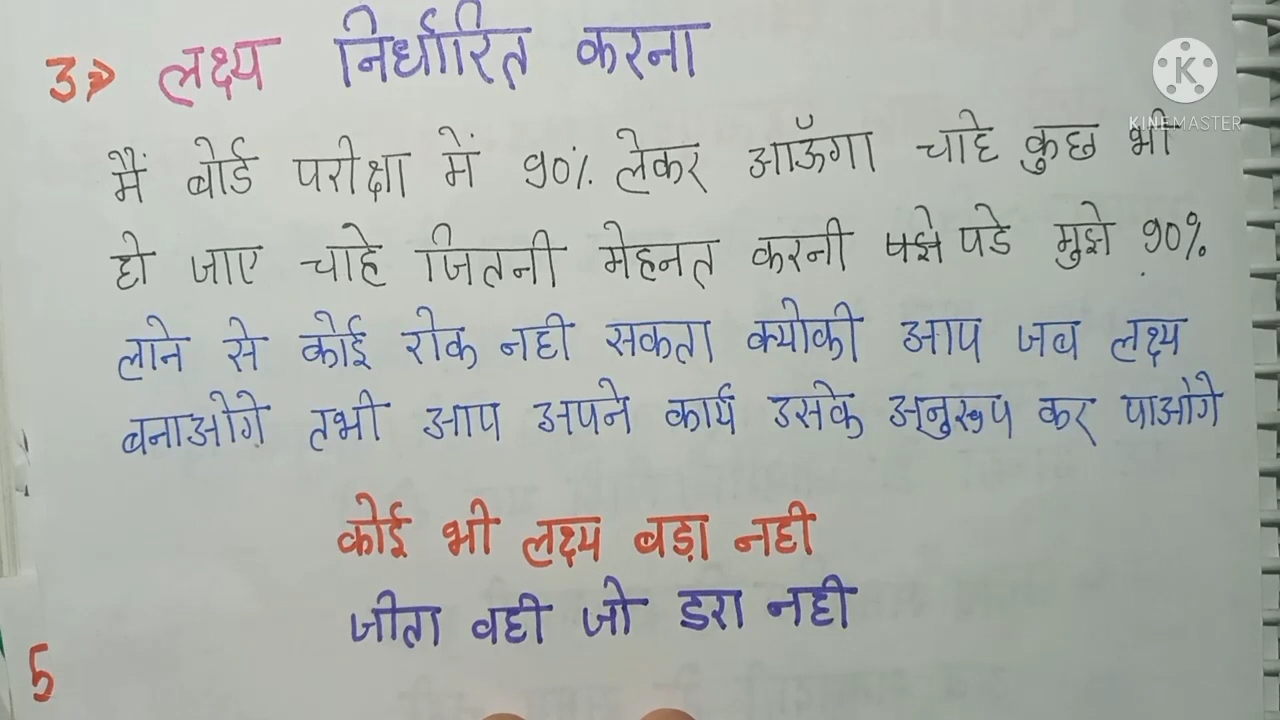 3⇒ लक्ष्य निर्धारित करना
KINEMASTER
मैं बोर्ड परीक्षा में 90% लेकर आऊँगा चाहे कुछ भी
हो जाए चाहे जितनी मेहनत करनी पडे मुझे 90%
लाने से कोई रोक नही सकता क्योकी आप जब लक्ष्य
बनाओगे तभी आप अपने कार्य उसके अनुरूप कर पाओगे
कोई भी लक्ष्य बड़ा नही
जीता वही जो डरा नही
5